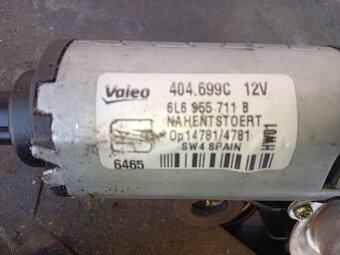 Valeo 404.699C 12V
6L6 955 711 B
NAHENTSTOERT
Op14781/4781
SW4 SPAIN
6465
HW01